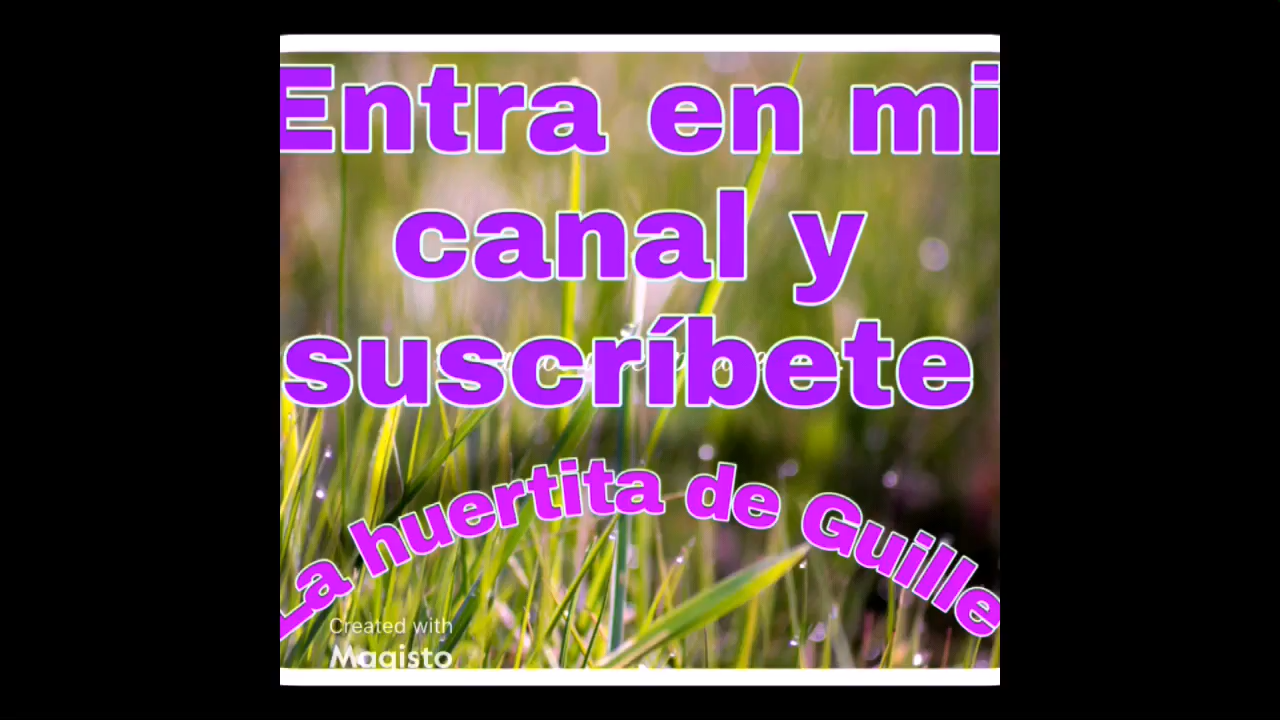 Entra en mi
canal y
suscríbete
La huertita de Guille
Created with
Magisto